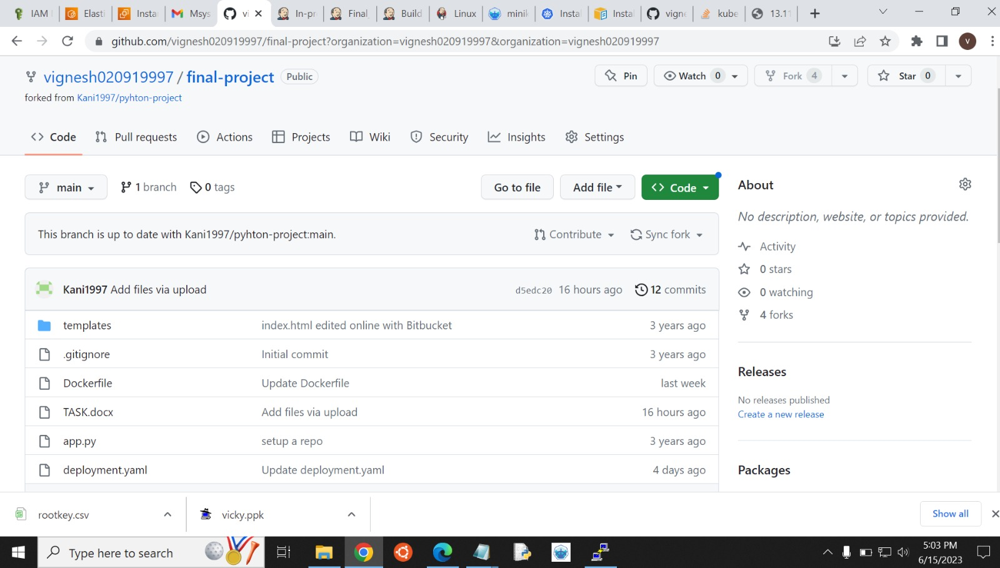 IAM
Elasti
Instan
Msys
vi
In-pr
Final_
Build
Linux
minik
Instal
Instal
vigne
kube
13.11
github.com/vignesh020919997/final-project?organization=vignesh020919997&organization=vignesh020919997
V
vignesh020919997 / final-project Public
Pin
Watch 0
Fork 4
Star 0
forked from Kani1997/pyhton-project
Code
Pull requests
Actions
Projects
Wiki
Security
Insights
Settings
main
1 branch
0 tags
Go to file
Add file
Code
This branch is up to date with Kani1997/pyhton-project:main.
Contribute
Sync fork
Kani1997 Add files via upload
d5edc20 16 hours ago
12 commits
templates index.html edited online with Bitbucket 3 years ago
.gitignore Initial commit 3 years ago
Dockerfile Update Dockerfile last week
TASK.docx Add files via upload 16 hours ago
app.py setup a repo 3 years ago
deployment.yaml Update deployment.yaml 4 days ago
About
No description, website, or topics provided.
Activity
0 stars
0 watching
4 forks
Releases
No releases published
Create a new release
Packages
rootkey.csv
vicky.ppk
Show all
Type here to search
5:03 PM
6/15/2023